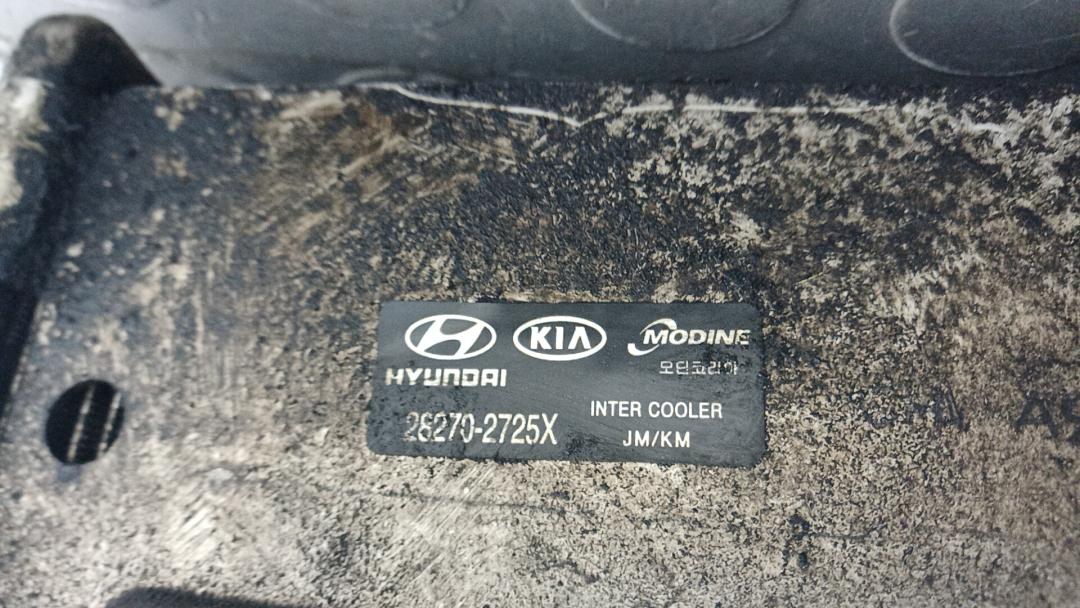 KIA MODINE
모딘코리아
HYUNDAI
INTER COOLER
28270-2725X
JM/KM